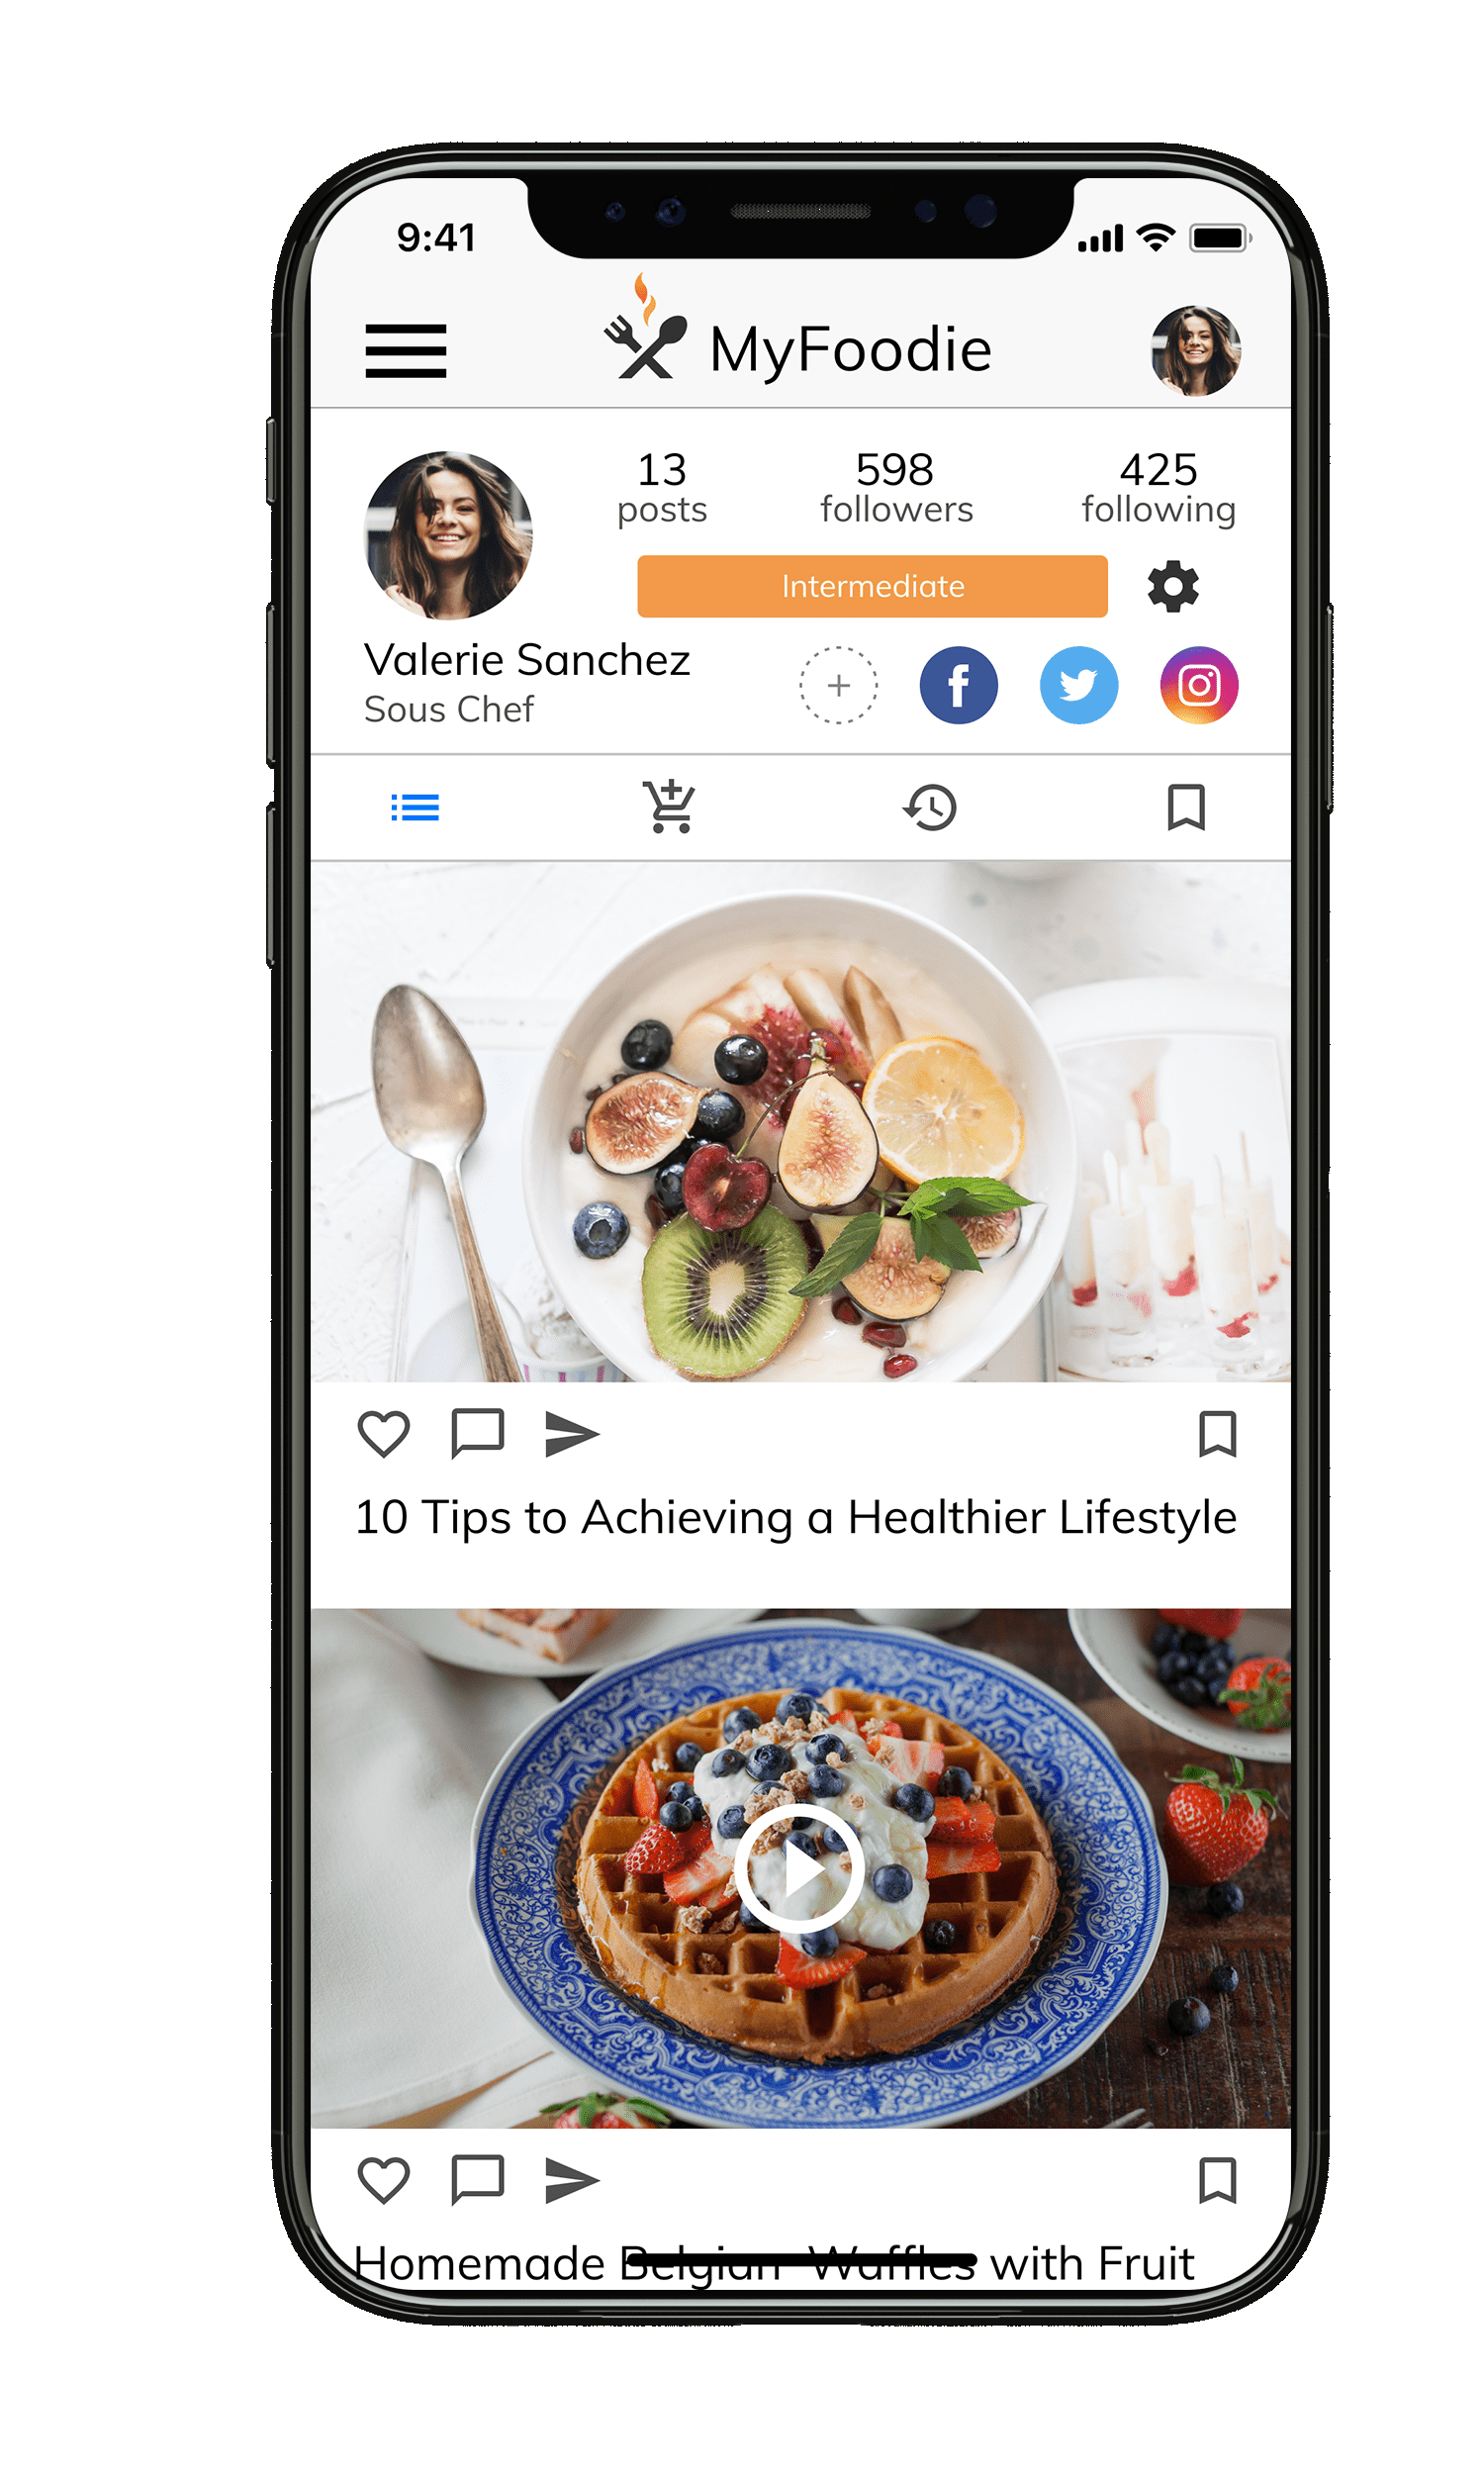 9:41
MyFoodie
13 598 425
posts followers following
Intermediate
Valerie Sanchez
Sous Chef
10 Tips to Achieving a Healthier Lifestyle
Homemade Belgian Waffles with Fruit